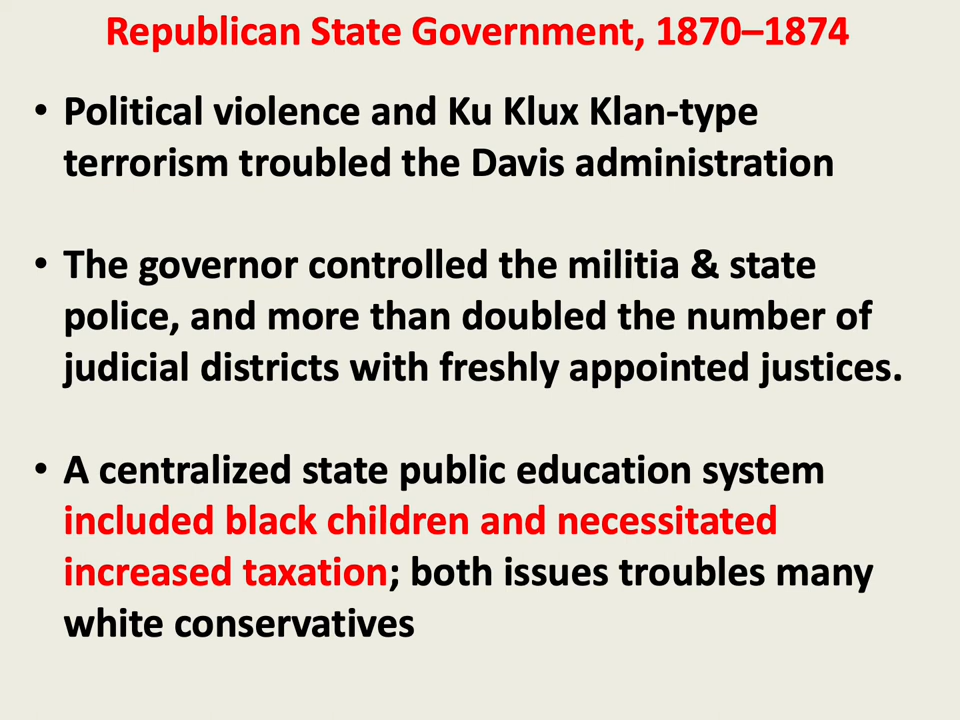 Republican State Government, 1870–1874
• Political violence and Ku Klux Klan-type
terrorism troubled the Davis administration
• The governor controlled the militia & state
police, and more than doubled the number of
judicial districts with freshly appointed justices.
• A centralized state public education system
included black children and necessitated
increased taxation; both issues troubles many
white conservatives